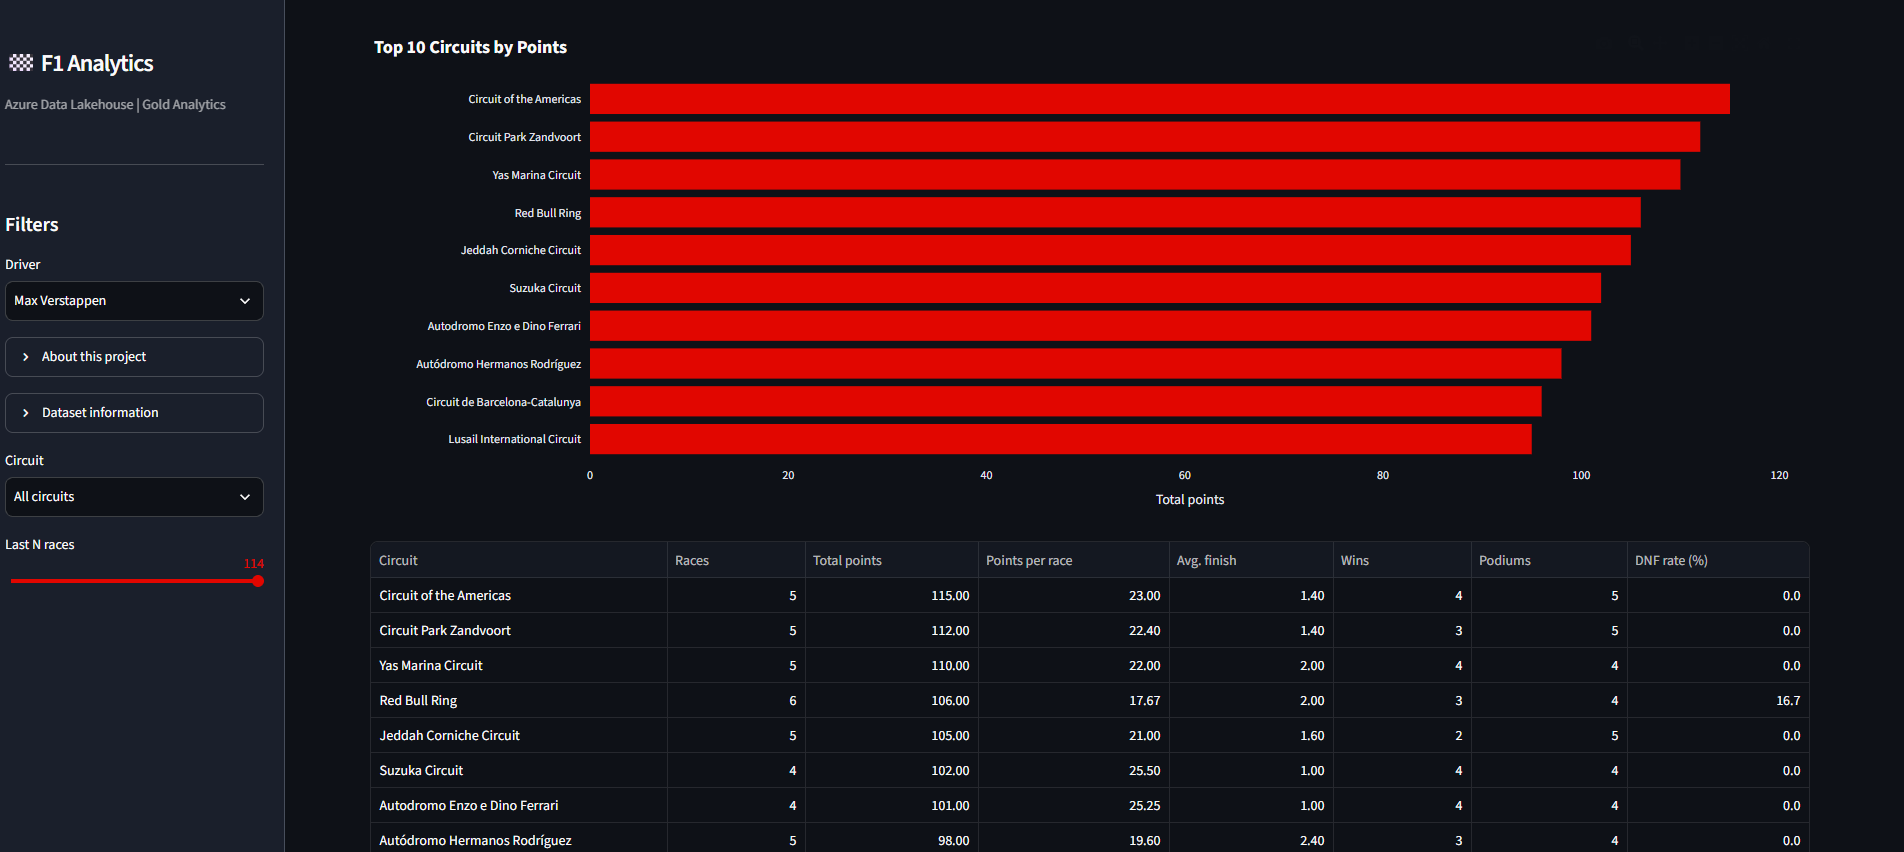 F1 Analytics
Azure Data Lakehouse | Gold Analytics
Filters
Driver
Max Verstappen
About this project
Dataset information
Circuit
All circuits
Last N races
114
Top 10 Circuits by Points
Circuit of the Americas
Circuit Park Zandvoort
Yas Marina Circuit
Red Bull Ring
Jeddah Corniche Circuit
Suzuka Circuit
Autodromo Enzo e Dino Ferrari
Autódromo Hermanos Rodríguez
Circuit de Barcelona-Catalunya
Lusail International Circuit
0 20 40 60 80 100 120
Total points
Circuit Races Total points Points per race Avg. finish Wins Podiums DNF rate (%)
Circuit of the Americas 5 115.00 23.00 1.40 4 5 0.0
Circuit Park Zandvoort 5 112.00 22.40 1.40 3 5 0.0
Yas Marina Circuit 5 110.00 22.00 2.00 4 4 0.0
Red Bull Ring 6 106.00 17.67 2.00 3 4 16.7
Jeddah Corniche Circuit 5 105.00 21.00 1.60 2 5 0.0
Suzuka Circuit 4 102.00 25.50 1.00 4 4 0.0
Autodromo Enzo e Dino Ferrari 4 101.00 25.25 1.00 4 4 0.0
Autódromo Hermanos Rodríguez 5 98.00 19.60 2.40 3 4 0.0